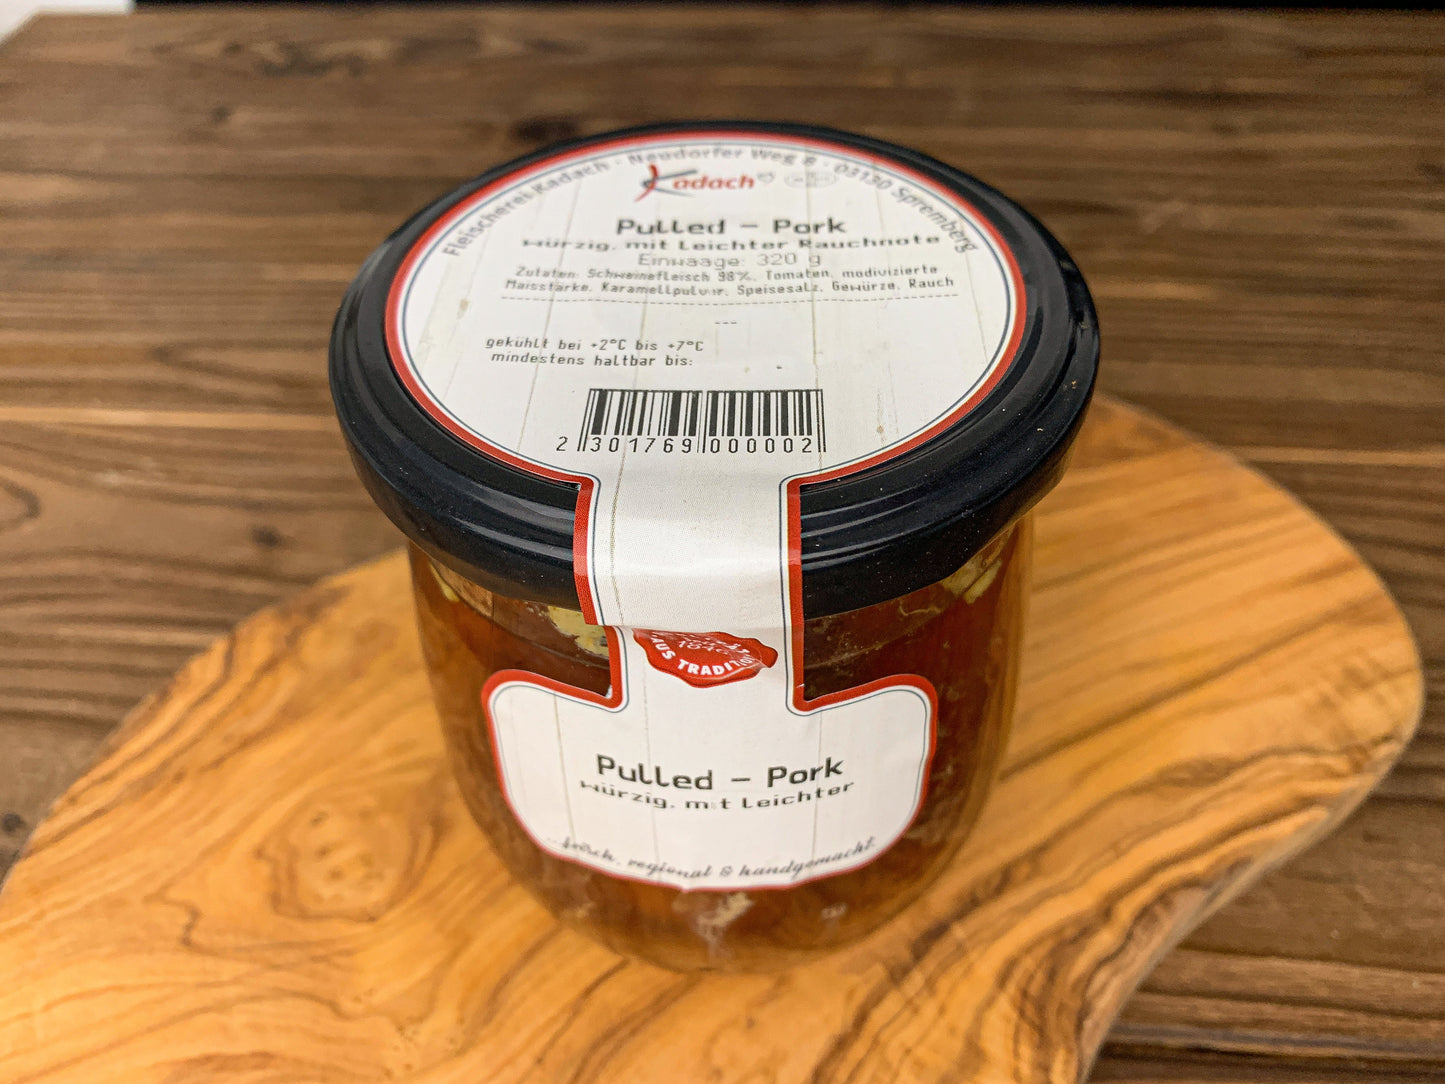 Fleischerei Kadach · Neudorfer Weg 8 · 03130 Spremberg
Kadach
Pulled – Pork
würzig, mit leichter Rauchnote
Einwaage: 320 g
Zutaten: Schweinefleisch 98%, Tomaten, modivizierte
Maisstärke, Karamellpulver, Speisesalz, Gewürze, Rauch
---
gekühlt bei +2°C bis +7°C
mindestens haltbar bis:
2 301769 000002
AUS TRADITION
Pulled – Pork
würzig, mit leichter
...frisch, regional & handgemacht.